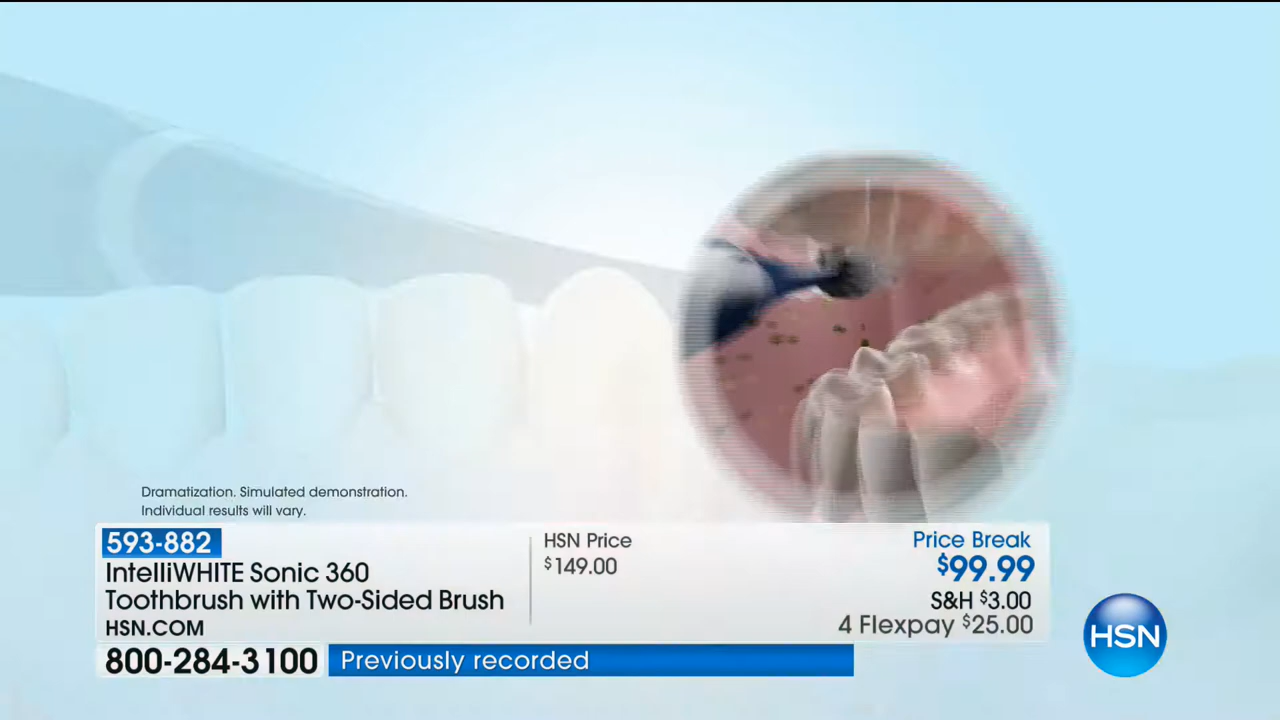 Dramatization. Simulated demonstration.
Individual results will vary.
593-882
IntelliWHITE Sonic 360
Toothbrush with Two-Sided Brush
HSN.COM
HSN Price
$149.00
Price Break
$99.99
S&H $3.00
4 Flexpay $25.00
800-284-3100
Previously recorded
HSN